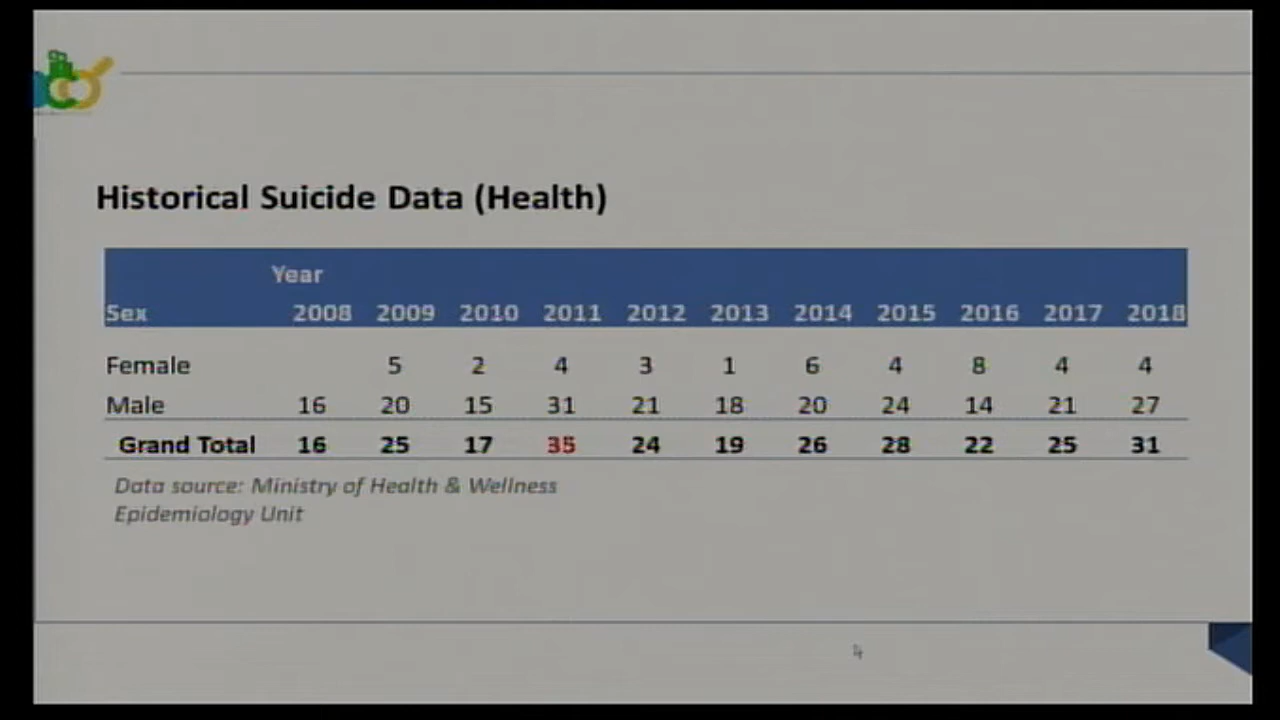 Historical Suicide Data (Health)
Year
Sex 2008 2009 2010 2011 2012 2013 2014 2015 2016 2017 2018
Female 5 2 4 3 1 6 4 8 4 4
Male 16 20 15 31 21 18 20 24 14 21 27
Grand Total 16 25 17 35 24 19 26 28 22 25 31
Data source: Ministry of Health & Wellness
Epidemiology Unit